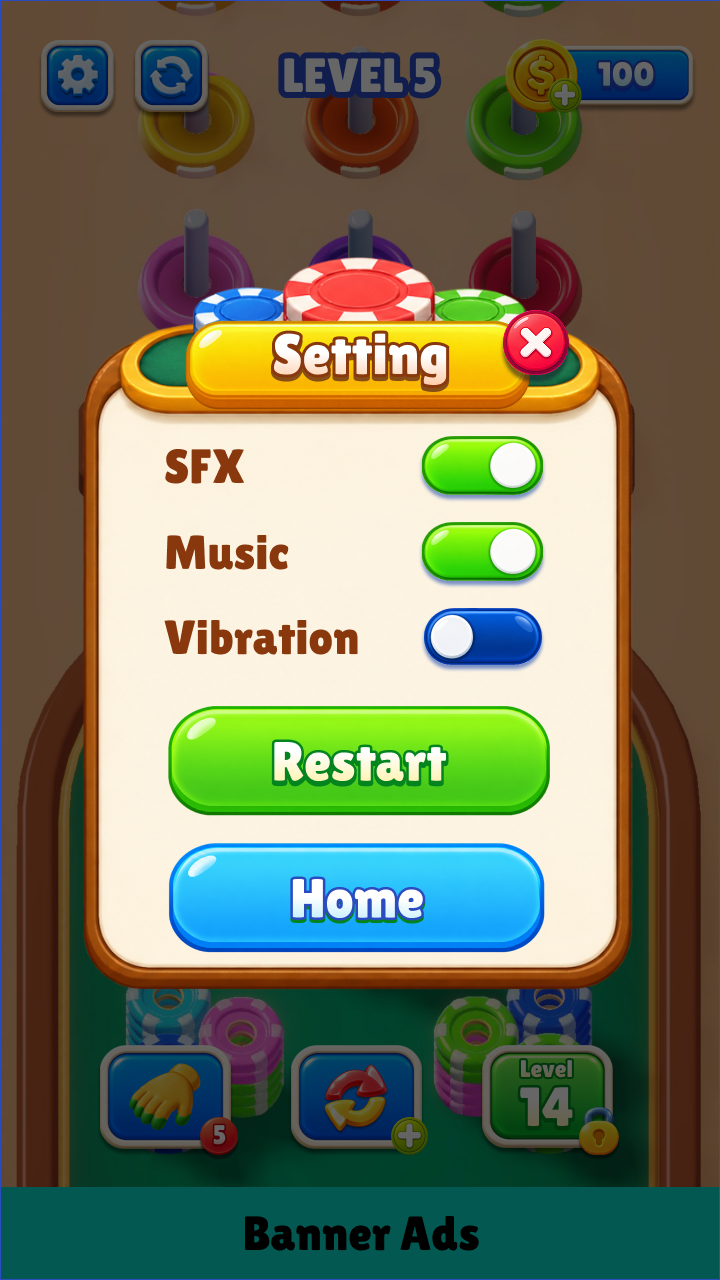 LEVEL 5
100
Setting
SFX
Music
Vibration
Restart
Home
5
Level
14
Banner Ads